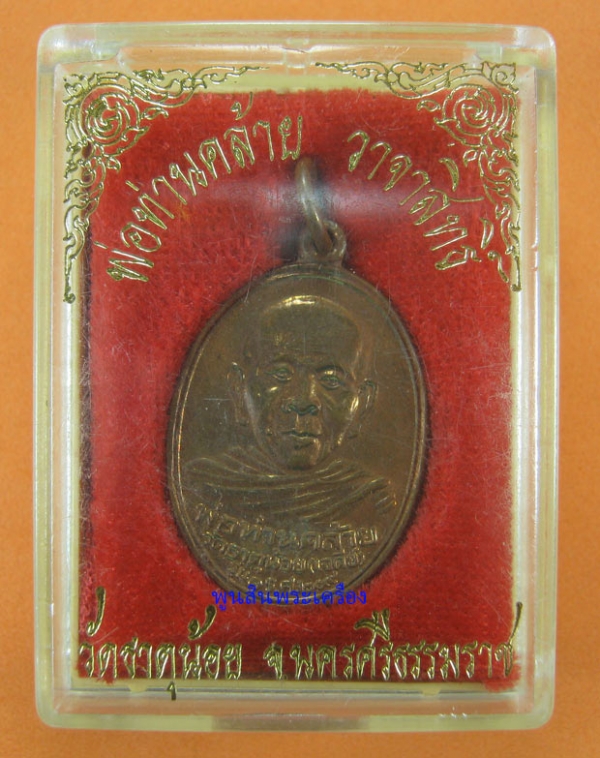 พ่อท่านคล้าย วาจาสิทธิ์
พ่อท่านคล้าย
พูนสินพระเครื่อง
วัดธาตุน้อย จ.นครศรีธรรมราช